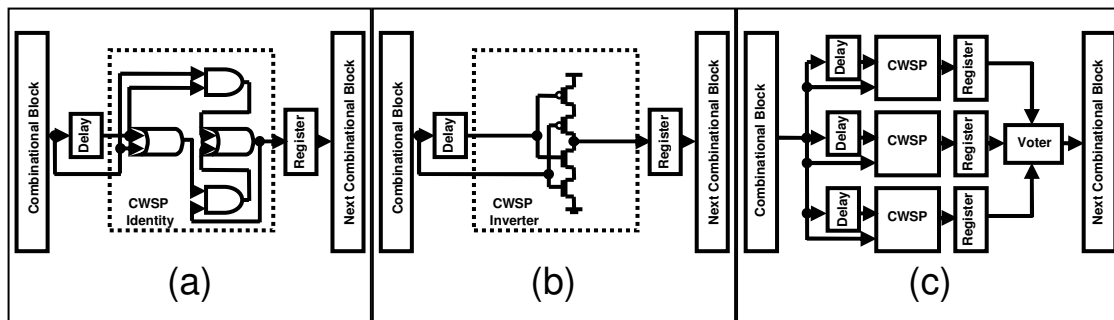 Combinational Block
Delay
CWSP
Identity
Register
Next Combinational Block
(a)
Combinational Block
Delay
CWSP
Inverter
Register
Next Combinational Block
(b)
Combinational Block
Delay
CWSP
Register
Delay
CWSP
Register
Voter
Delay
CWSP
Register
Next Combinational Block
(c)